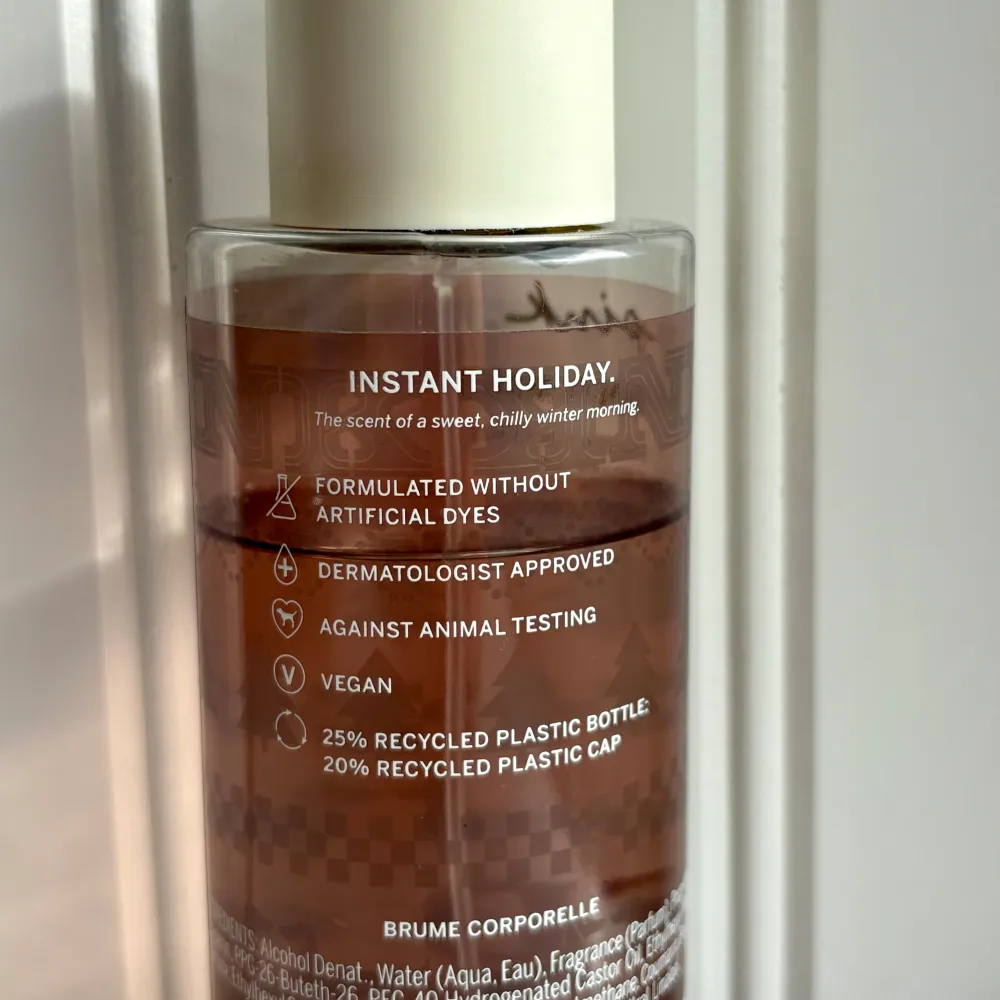 pink
INSTANT HOLIDAY.
The scent of a sweet, chilly winter morning.
FORMULATED WITHOUT
ARTIFICIAL DYES
DERMATOLOGIST APPROVED
AGAINST ANIMAL TESTING
V
VEGAN
25% RECYCLED PLASTIC BOTTLE;
20% RECYCLED PLASTIC CAP
BRUME CORPORELLE
Alcohol Denat., Water (Aqua, Eau), Fragrance (Parfum),
PPG-26-Buteth-26, PEG-40 Hydrogenated Castor Oil,